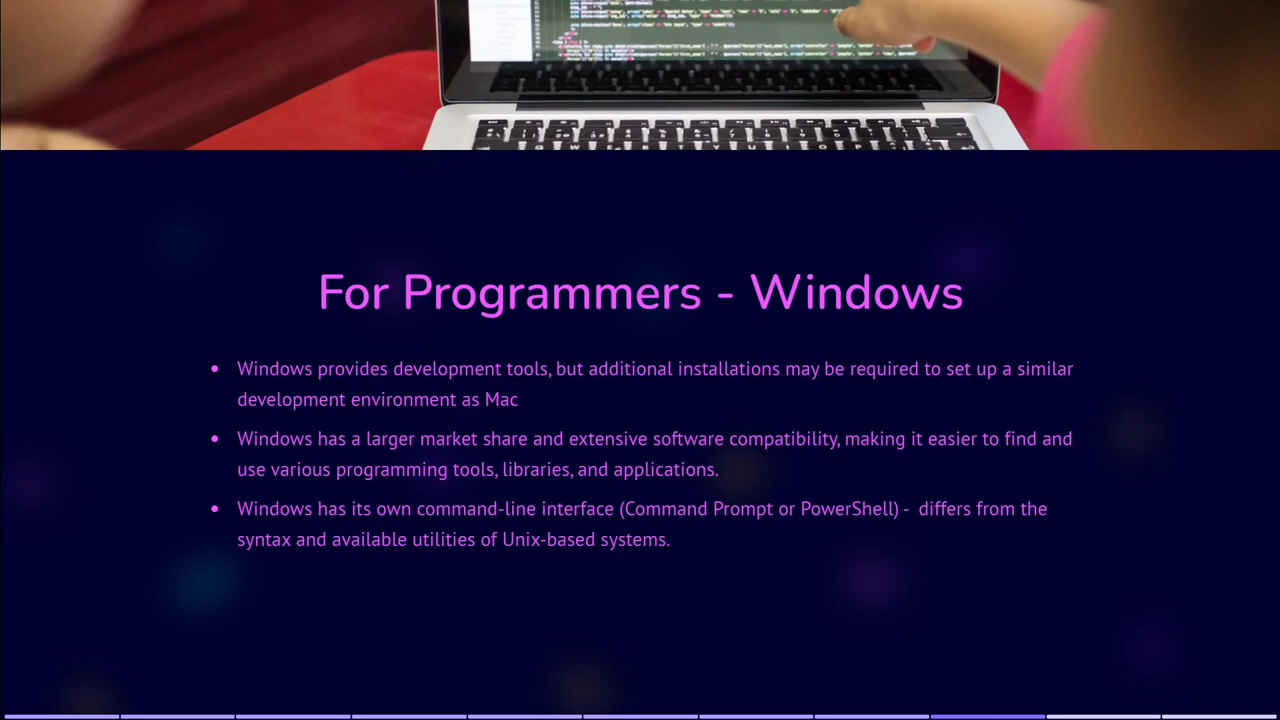 For Programmers - Windows
• Windows provides development tools, but additional installations may be required to set up a similar
development environment as Mac
• Windows has a larger market share and extensive software compatibility, making it easier to find and
use various programming tools, libraries, and applications.
• Windows has its own command-line interface (Command Prompt or PowerShell) -  differs from the
syntax and available utilities of Unix-based systems.